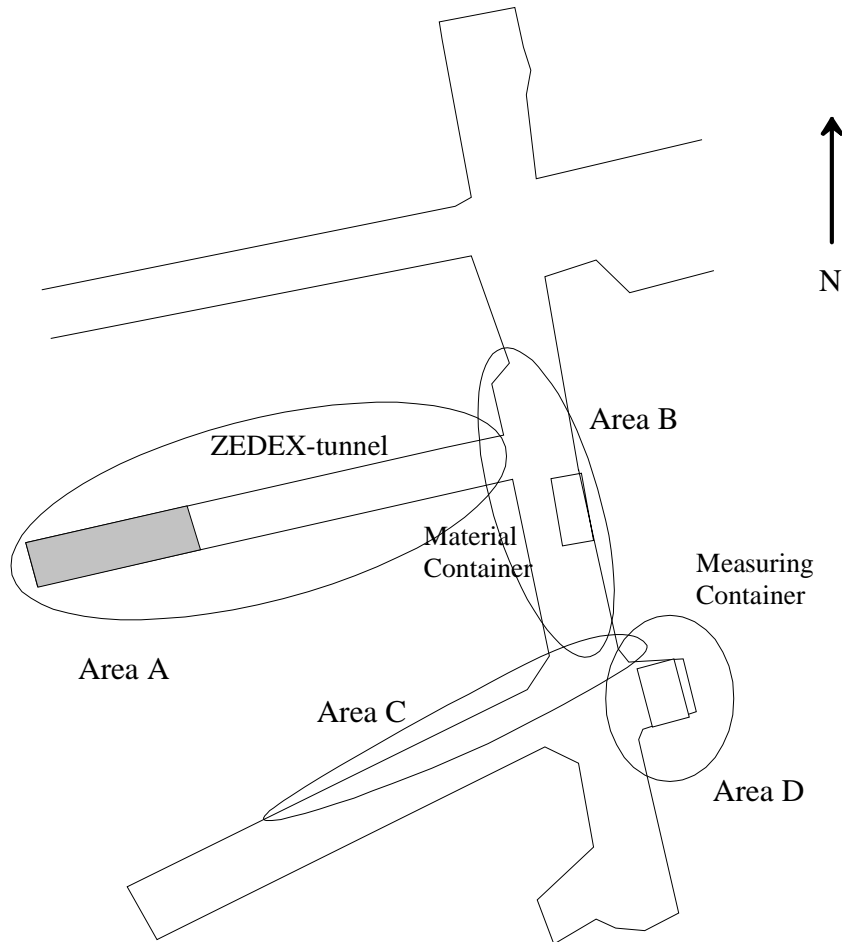 N
Area B
ZEDEX-tunnel
Material
Container
Measuring
Container
Area A
Area C
Area D